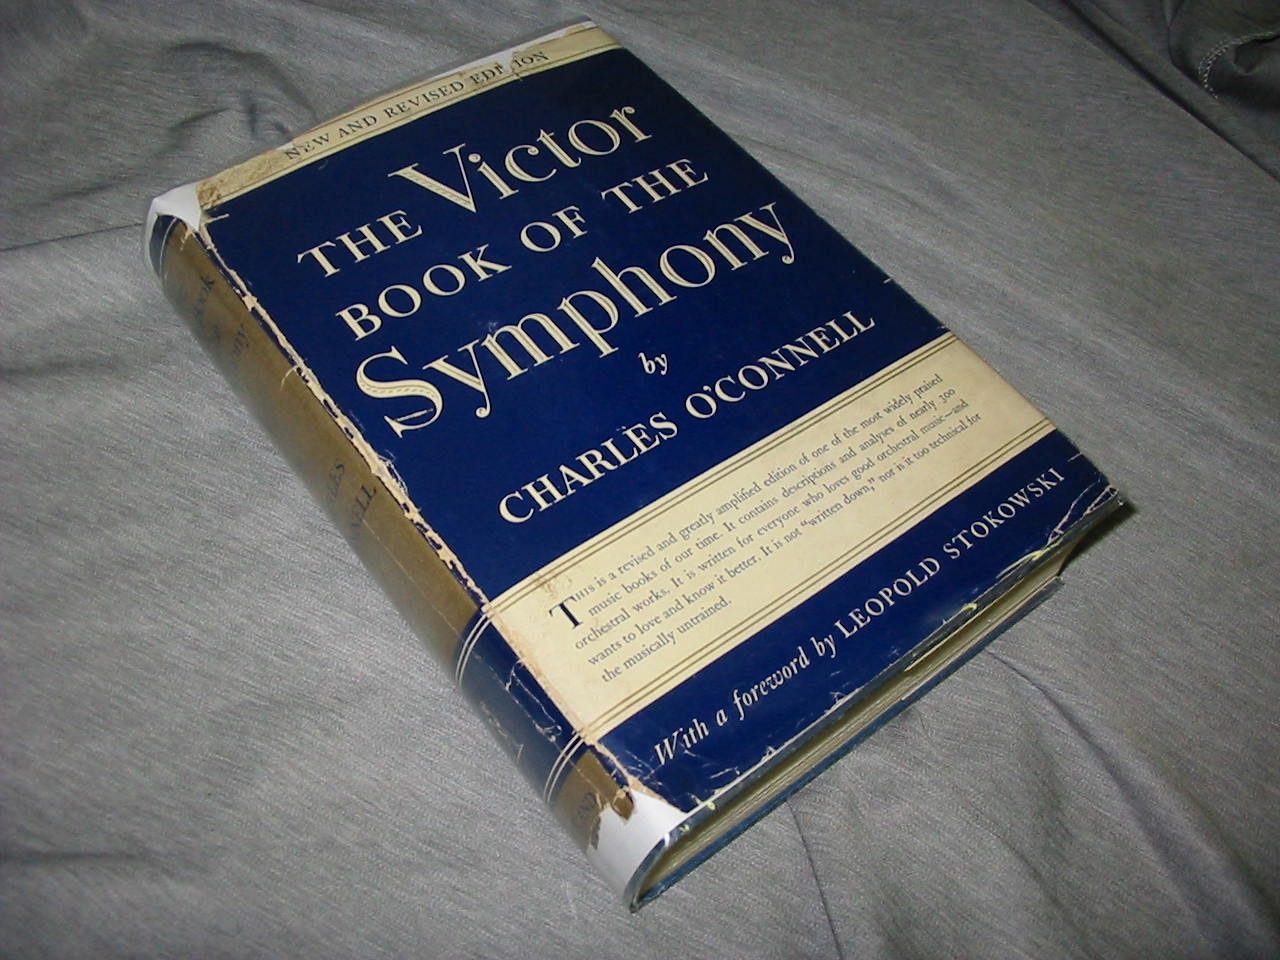 NEW AND REVISED EDITION
THE Victor
BOOK OF THE
Symphony
by
CHARLES O'CONNELL
THIS is a revised and greatly amplified edition of one of the most widely praised
music books of our time. It contains descriptions and analyses of nearly 300
orchestral works. It is written for everyone who loves good orchestral music—and
wants to love and know it better. It is not "written down," nor is it too technical for
the musically untrained.
With a foreword by LEOPOLD STOKOWSKI